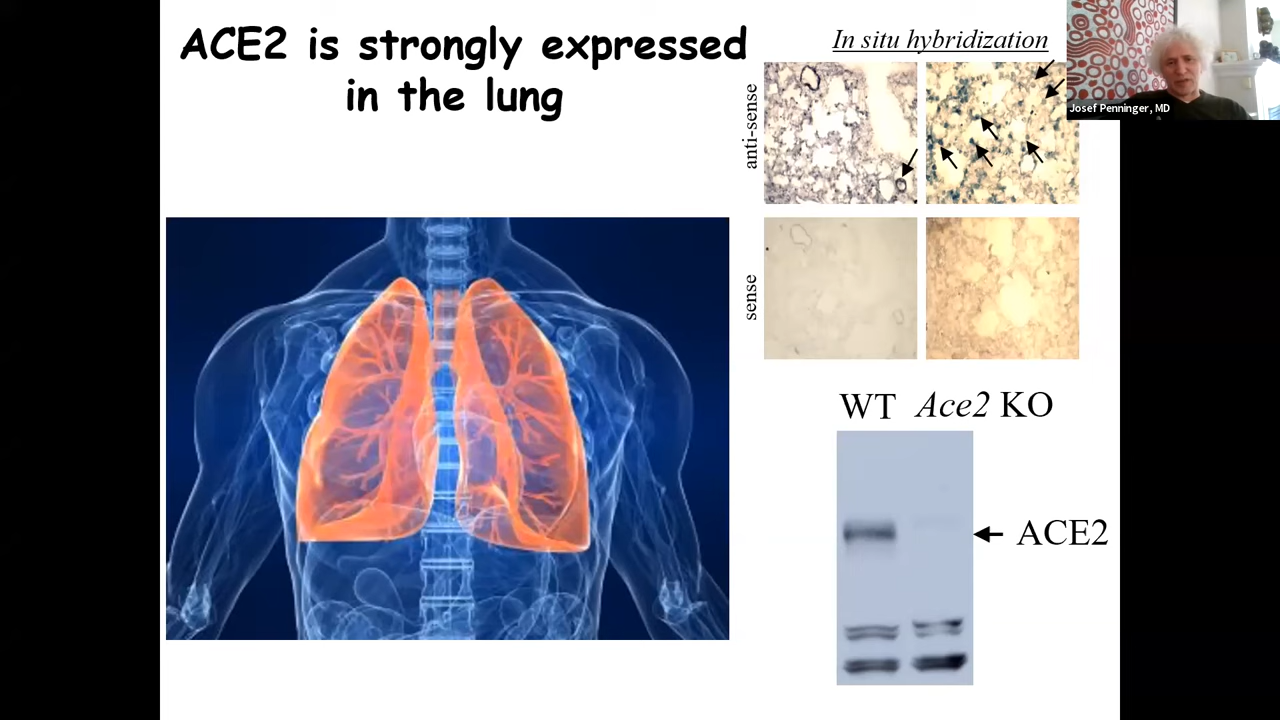 ACE2 is strongly expressed
in the lung
In situ hybridization
anti-sense
sense
WT Ace2 KO
ACE2
Josef Penninger, MD